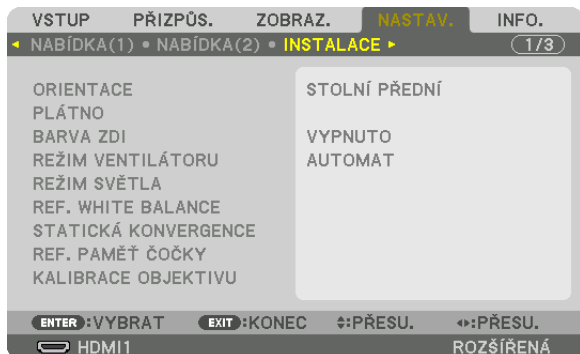 VSTUP PŘIZPŮS. ZOBRAZ. NASTAV. INFO.
◄ NABÍDKA(1) ● NABÍDKA(2) ● INSTALACE ► 1/3
ORIENTACE STOLNÍ PŘEDNÍ
PLÁTNO
BARVA ZDI VYPNUTO
REŽIM VENTILÁTORU AUTOMAT
REŽIM SVĚTLA
REF. WHITE BALANCE
STATICKÁ KONVERGENCE
REF. PAMĚŤ ČOČKY
KALIBRACE OBJEKTIVU
ENTER :VYBRAT EXIT :KONEC :PŘESU. :PŘESU.
HDMI1 ROZŠÍŘENÁ